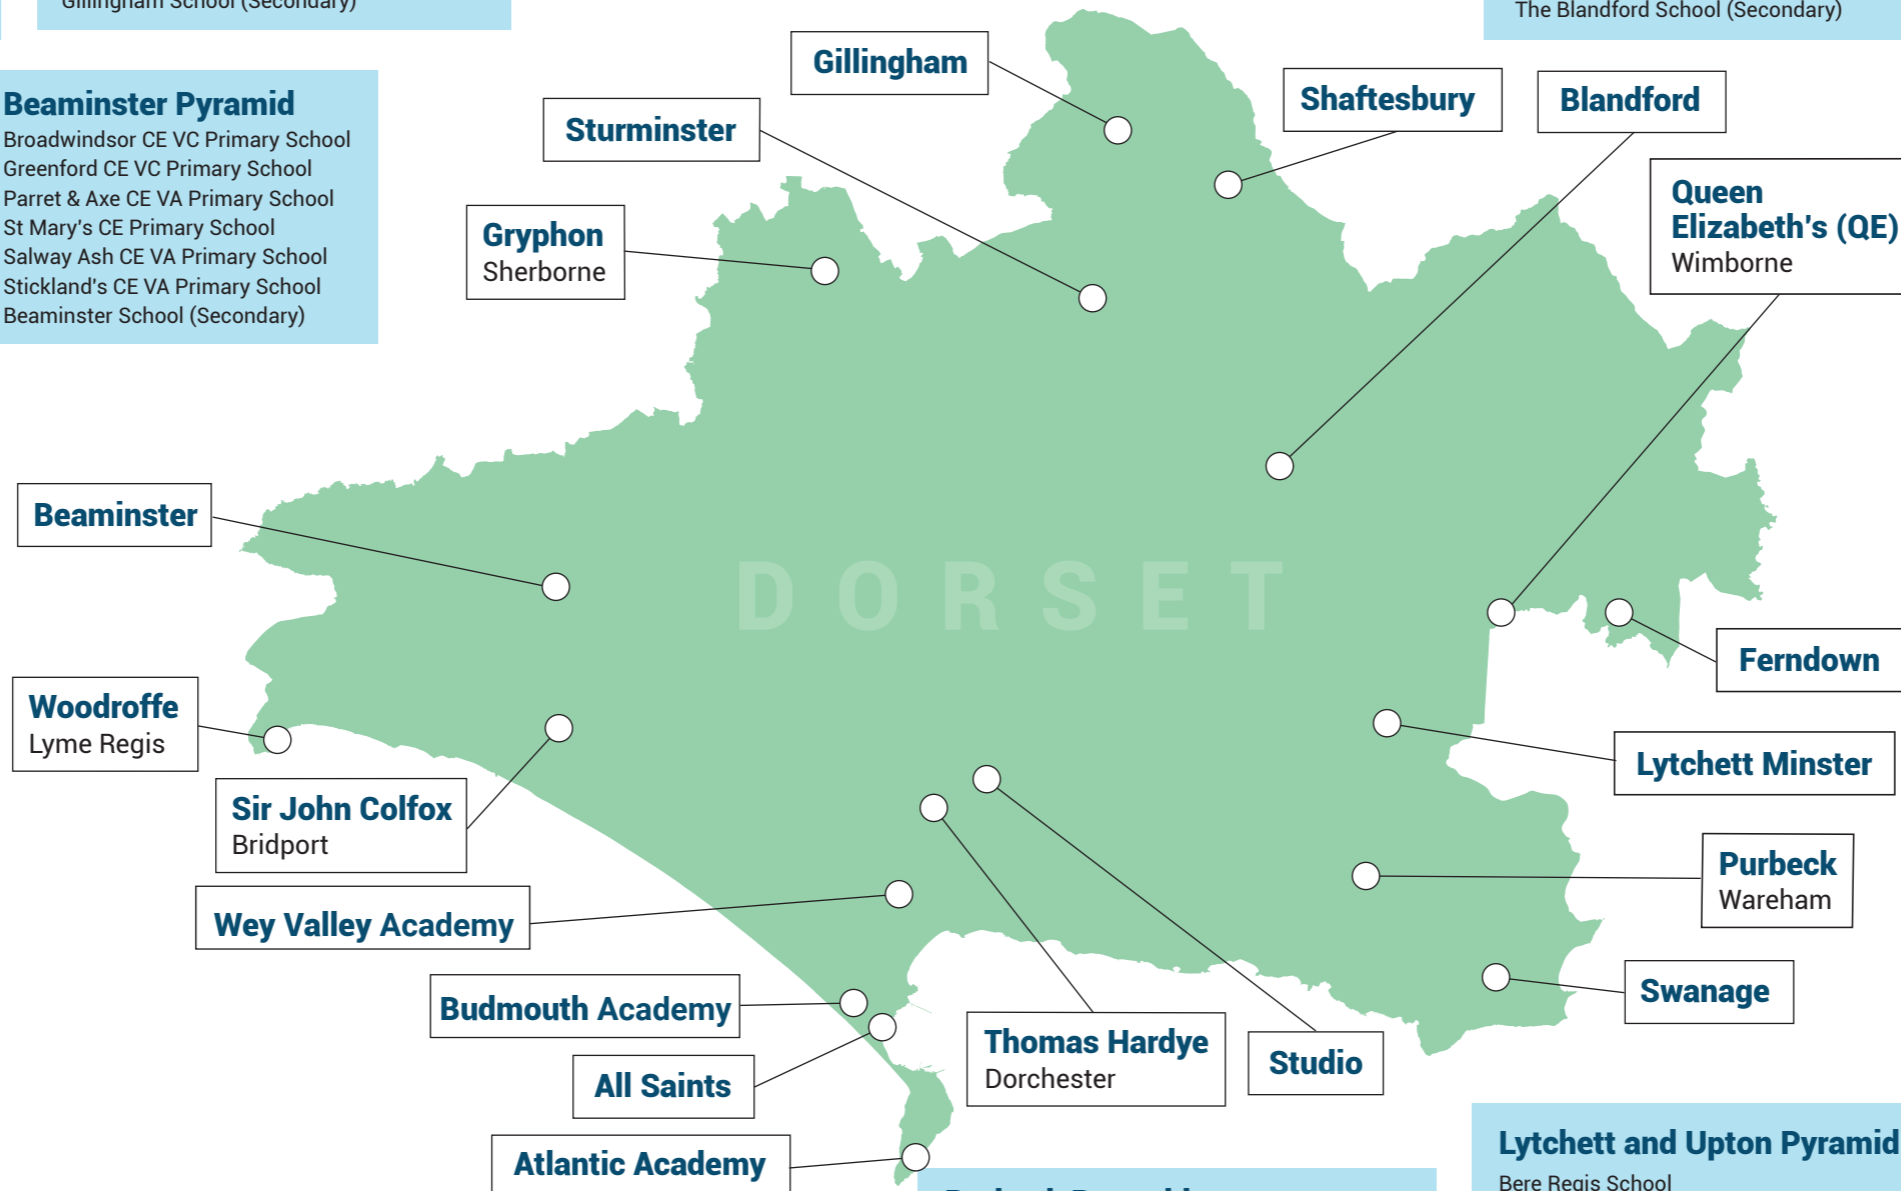 Gillingham School (Secondary)
The Blandford School (Secondary)
Beaminster Pyramid
Broadwindsor CE VC Primary School
Greenford CE VC Primary School
Parret & Axe CE VA Primary School
St Mary's CE Primary School
Salway Ash CE VA Primary School
Stickland's CE VA Primary School
Beaminster School (Secondary)
Gillingham
Sturminster
Shaftesbury
Blandford
Gryphon
Sherborne
Queen
Elizabeth's (QE)
Wimborne
Beaminster
DORSET
Woodroffe
Lyme Regis
Ferndown
Sir John Colfox
Bridport
Lytchett Minster
Wey Valley Academy
Purbeck
Wareham
Budmouth Academy
Swanage
Thomas Hardye
Dorchester
Studio
All Saints
Atlantic Academy
Lytchett and Upton Pyramid
Bere Regis School